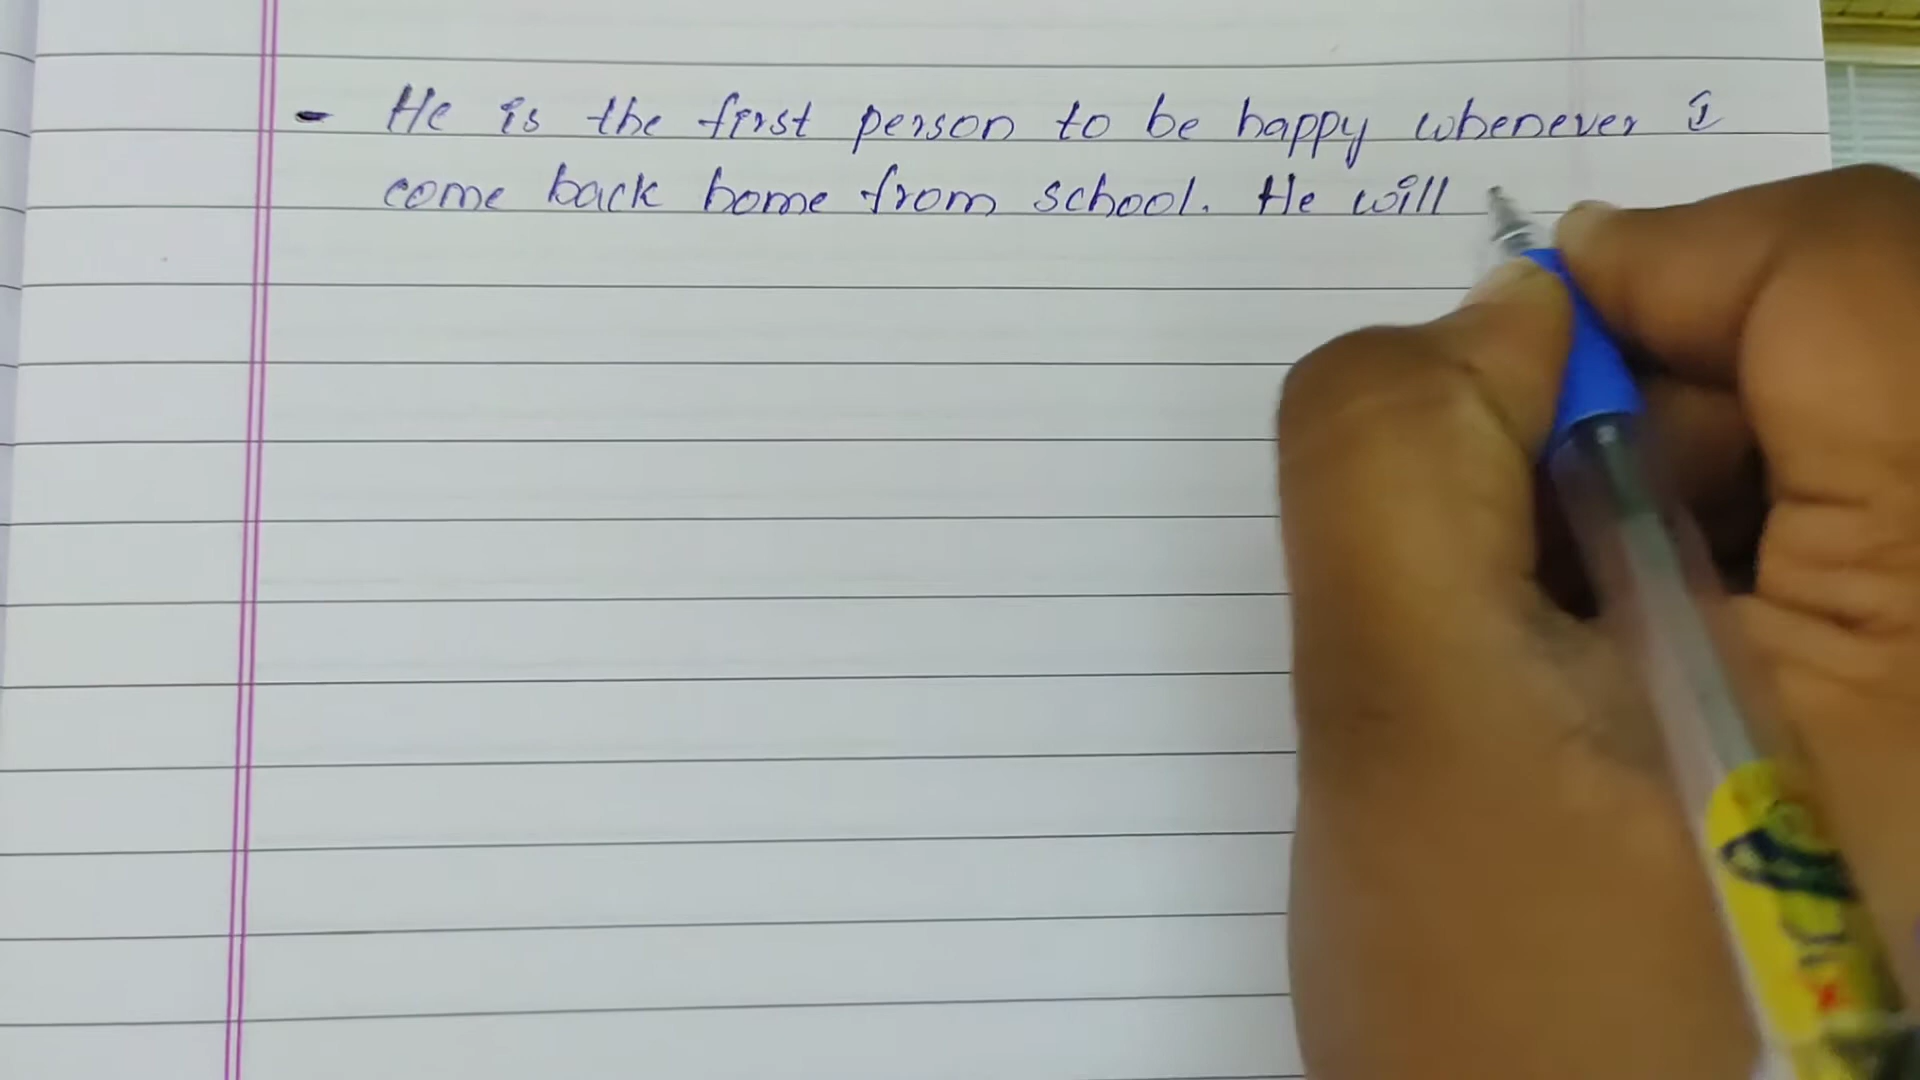 - He is the first person to be happy whenever I
come back home from school. He will